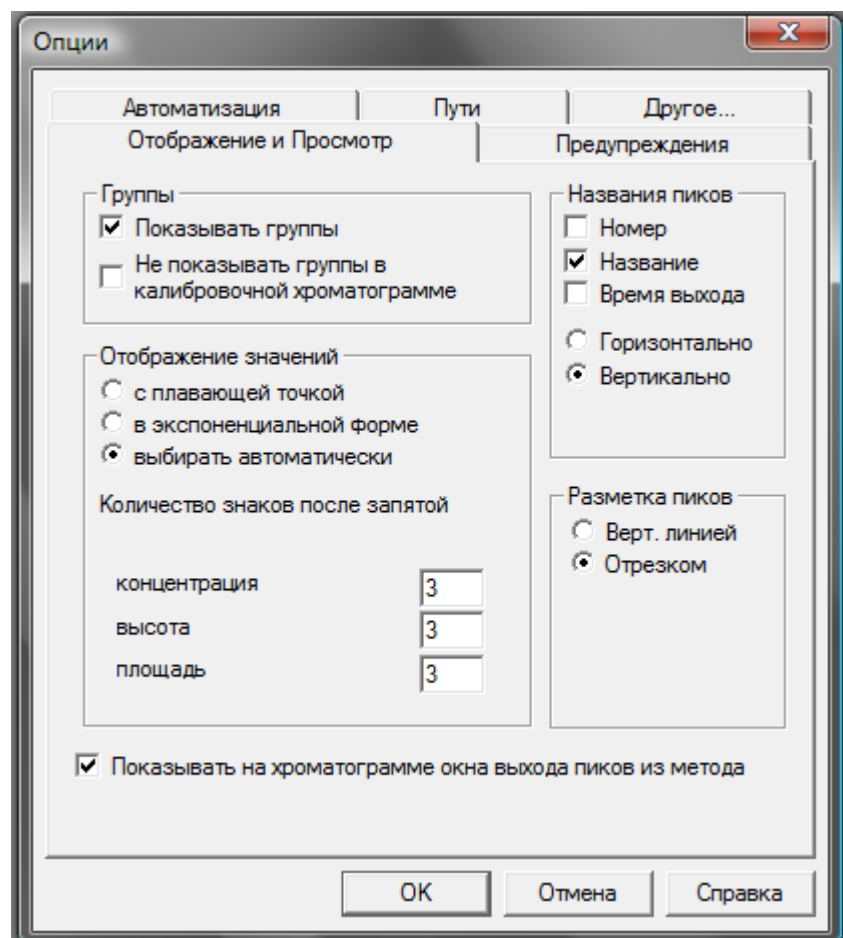 Опции
Автоматизация
Пути
Другое...
Отображение и Просмотр
Предупреждения
Группы
Показывать группы
Не показывать группы в
калибровочной хроматограмме
Отображение значений
с плавающей точкой
в экспоненциальной форме
выбирать автоматически
Количество знаков после запятой
концентрация 3
высота 3
площадь 3
Названия пиков
Номер
Название
Время выхода
Горизонтально
Вертикально
Разметка пиков
Верт. линией
Отрезком
Показывать на хроматограмме окна выхода пиков из метода
OK
Отмена
Справка